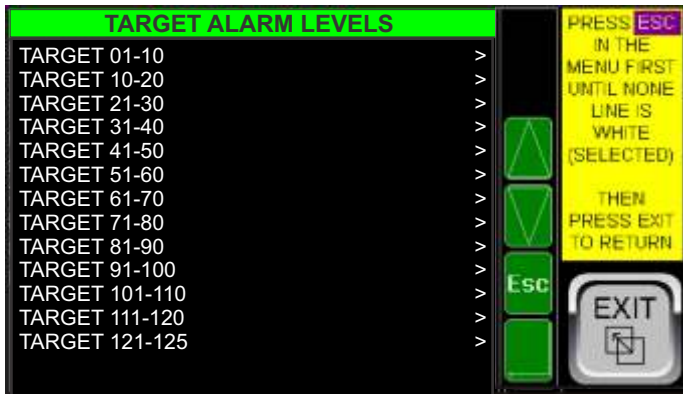 TARGET ALARM LEVELS
TARGET 01-10 >
TARGET 10-20 >
TARGET 21-30 >
TARGET 31-40 >
TARGET 41-50 >
TARGET 51-60 >
TARGET 61-70 >
TARGET 71-80 >
TARGET 81-90 >
TARGET 91-100 >
TARGET 101-110 >
TARGET 111-120 >
TARGET 121-125 >
Esc
PRESS ESC
IN THE
MENU FIRST
UNTIL NONE
LINE IS
WHITE
(SELECTED)
THEN
PRESS EXIT
TO RETURN
EXIT